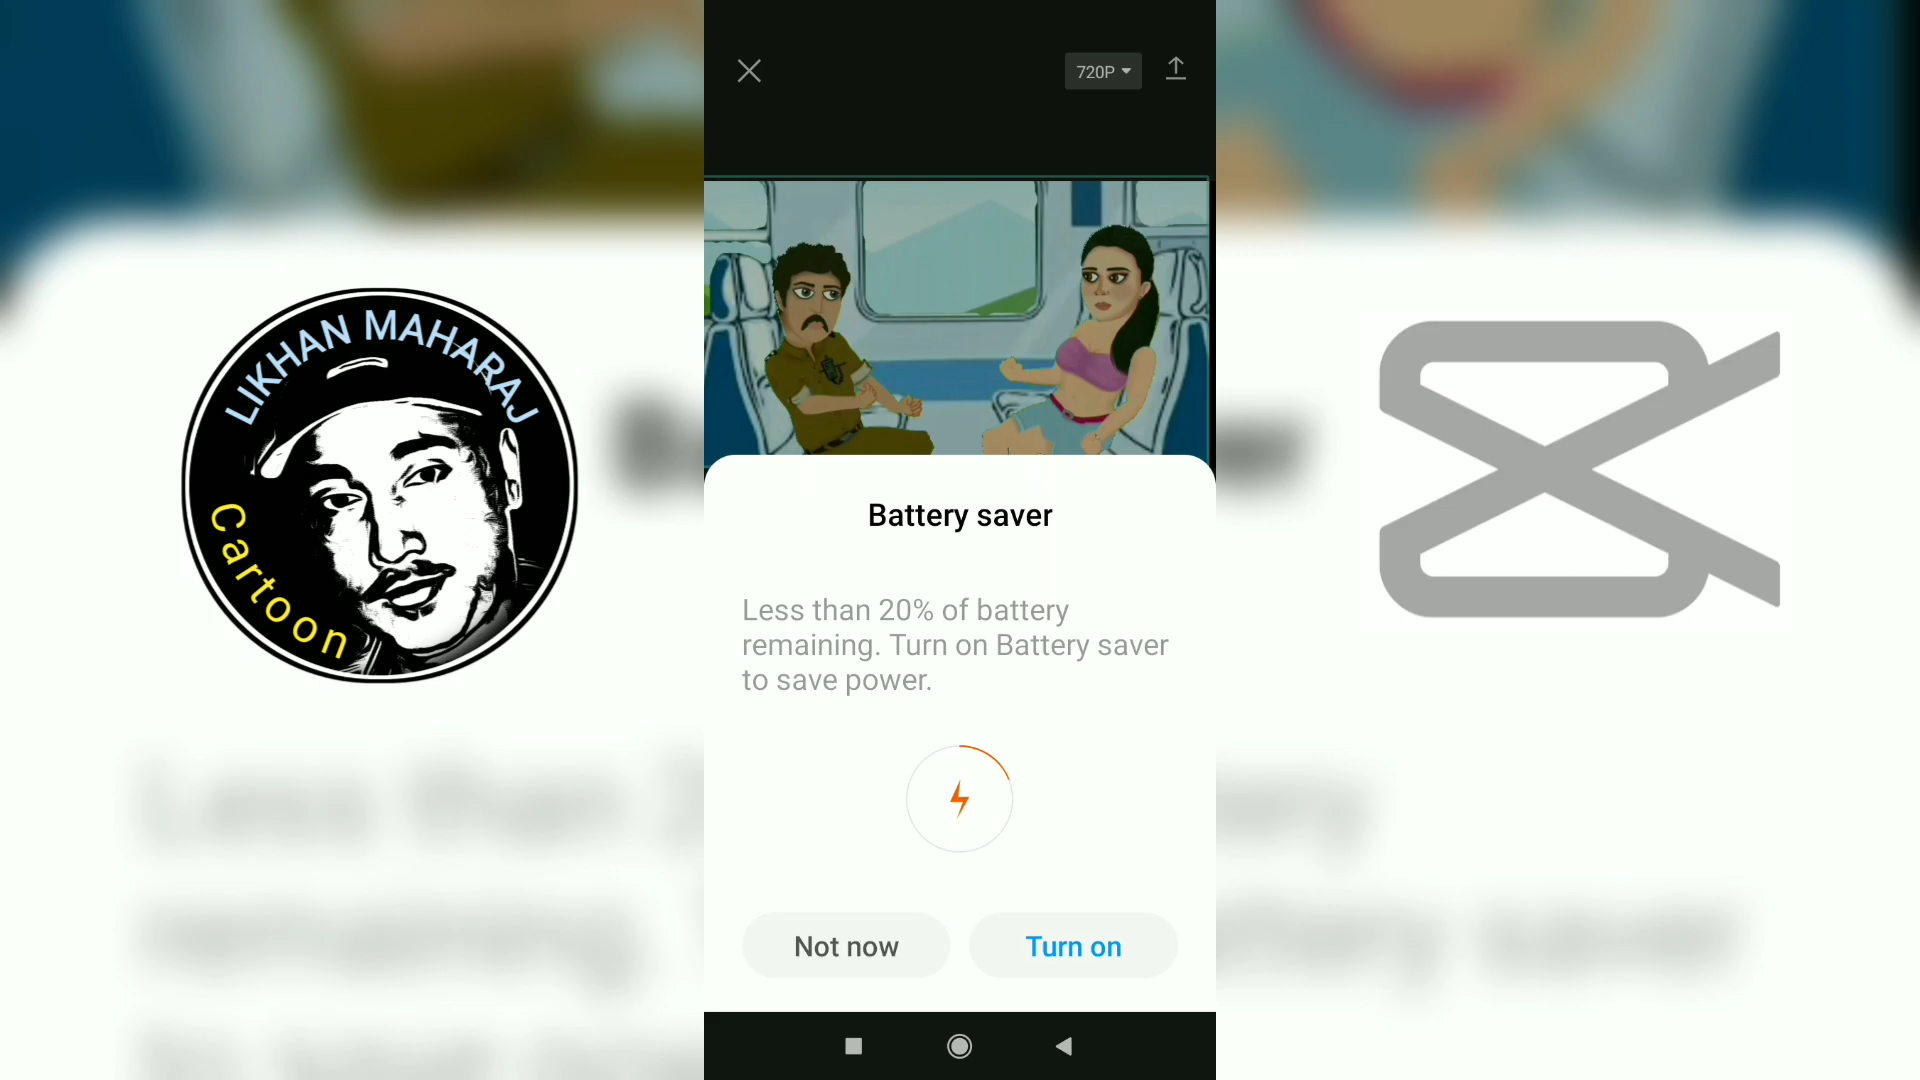 LIKHAN MAHARAJ
Cartoon
720P
Battery saver
Less than 20% of battery
remaining. Turn on Battery saver
to save power.
Not now
Turn on